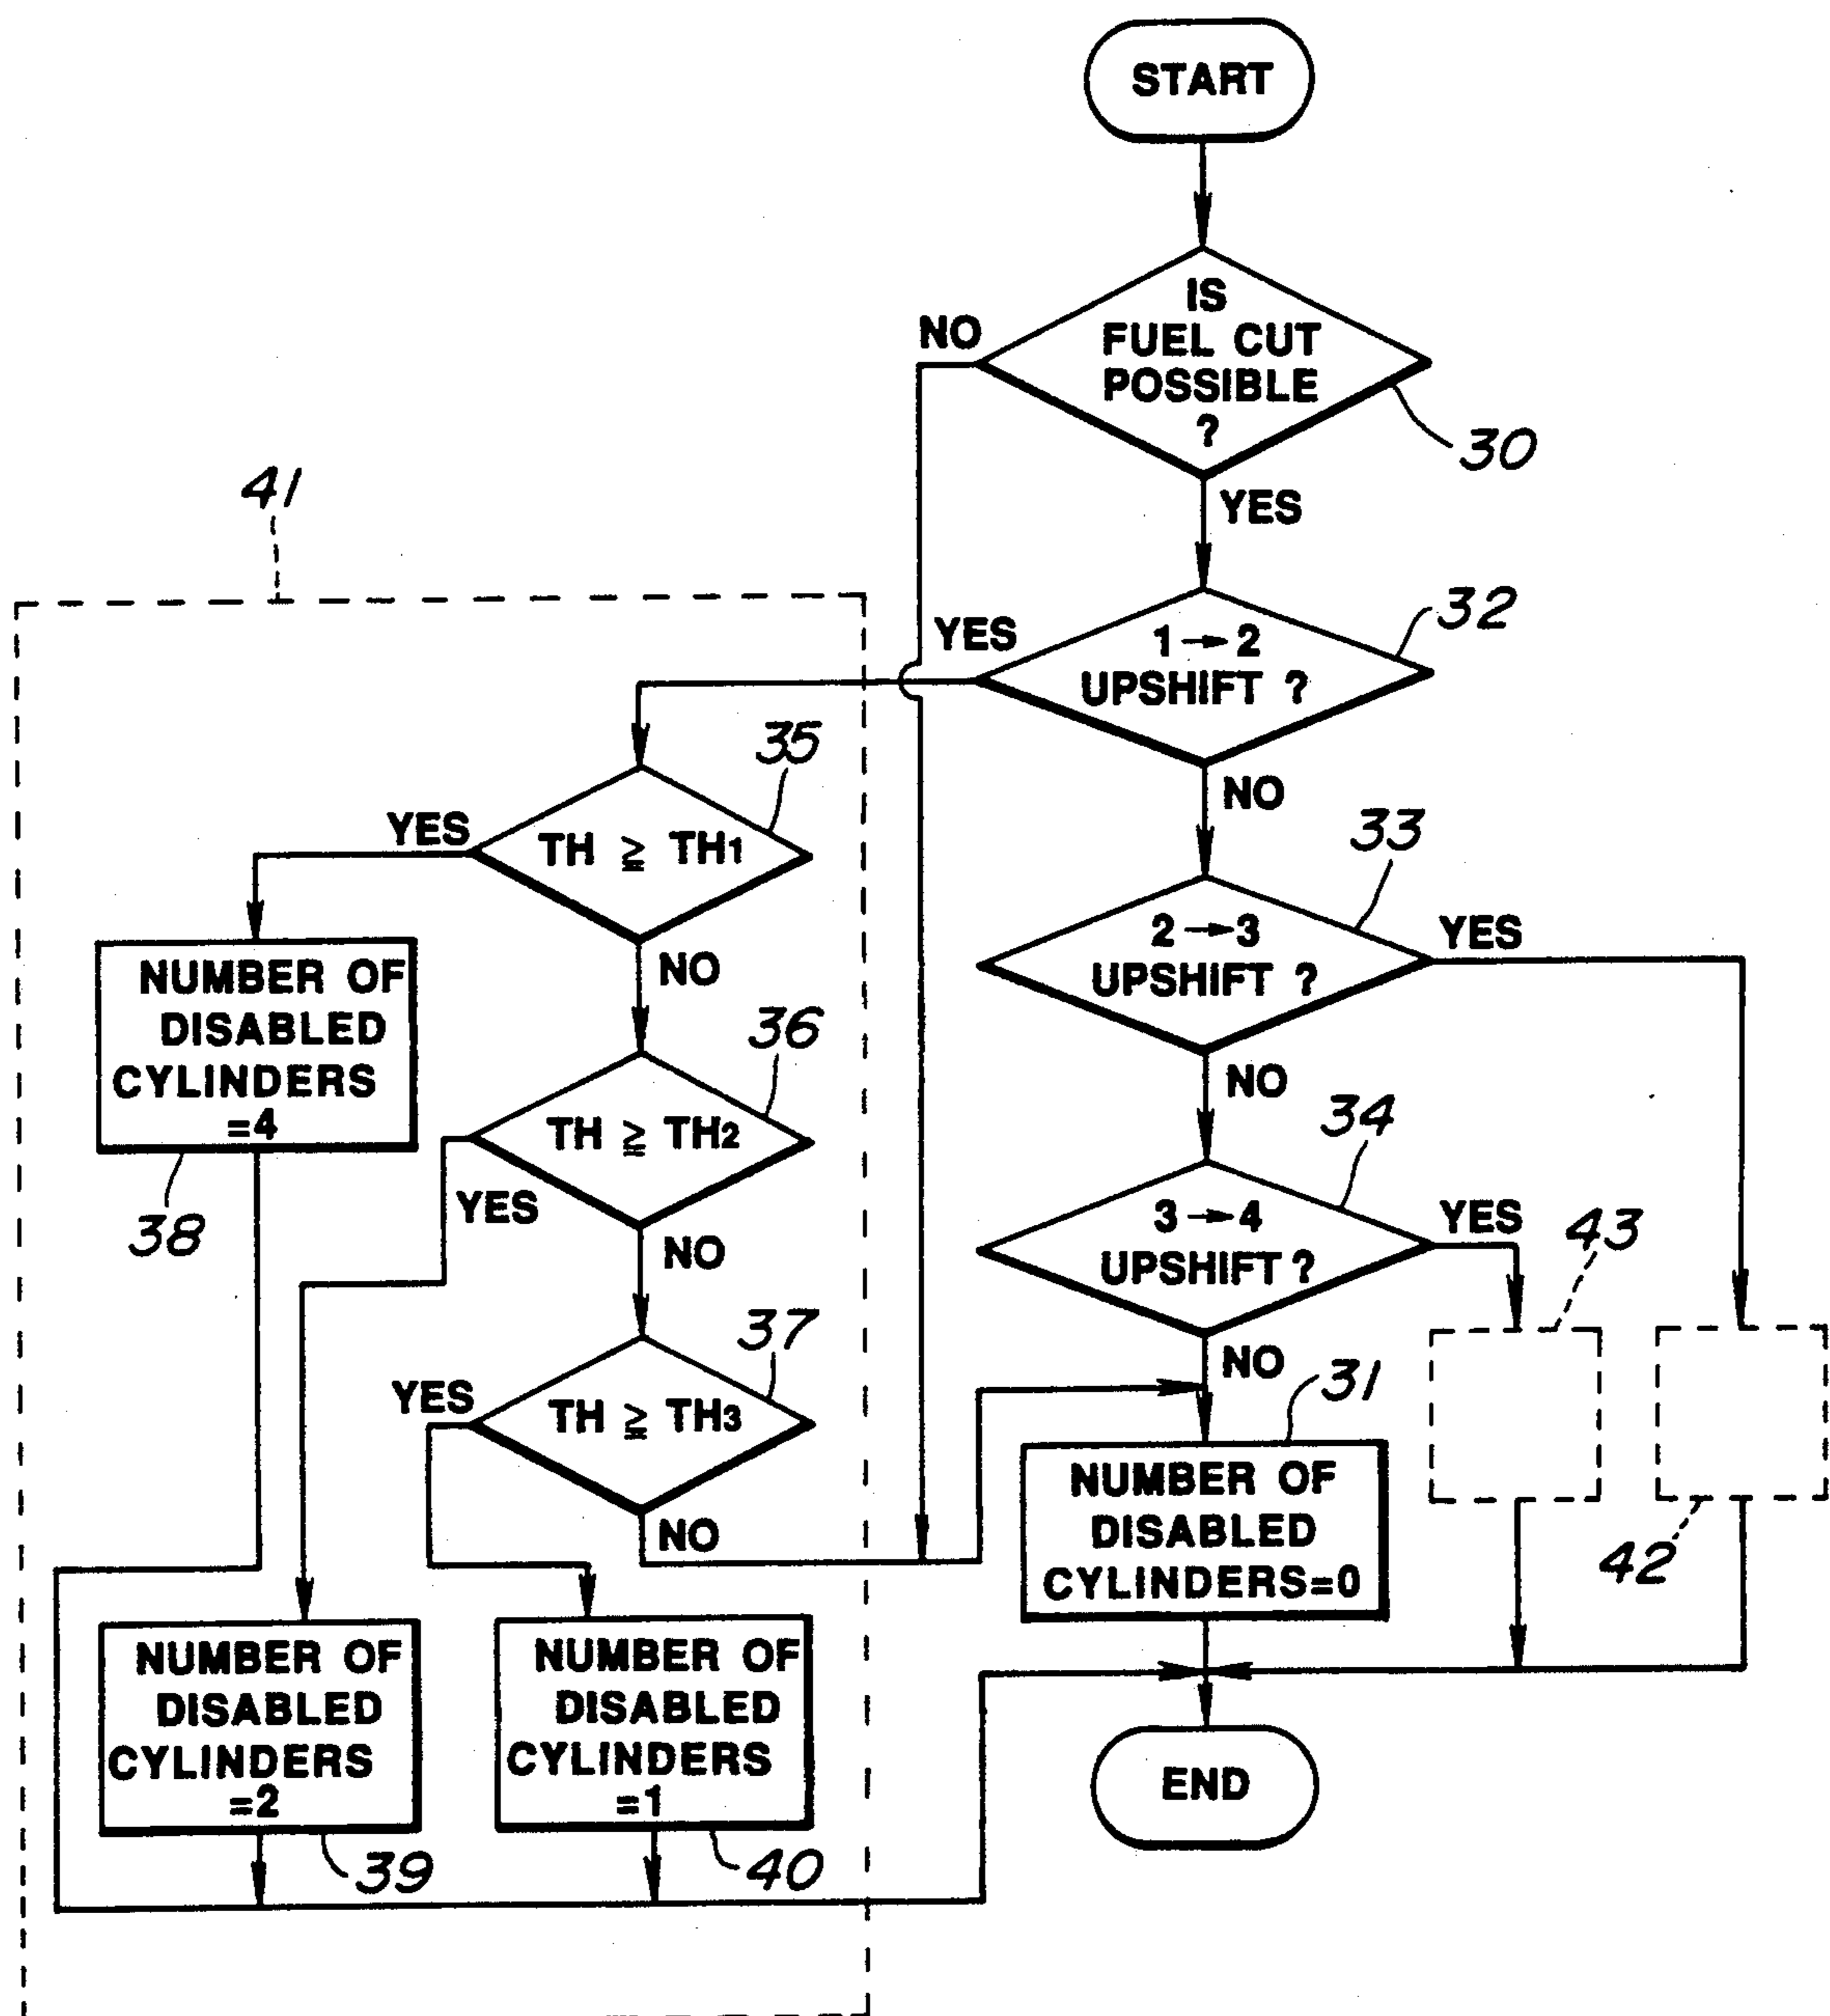 START
IS
FUEL CUT
POSSIBLE
?
NO
30
YES
41
32
YES
1→2
UPSHIFT ?
NO
35
YES
TH ≧ TH1
NO
33
2→3
UPSHIFT ?
YES
NO
NUMBER OF
DISABLED
CYLINDERS
=4
38
36
TH ≧ TH2
YES
NO
34
3→4
UPSHIFT ?
YES
NO
43
42
37
YES
TH ≧ TH3
NO
31
NUMBER OF
DISABLED
CYLINDERS=0
NUMBER OF
DISABLED
CYLINDERS
=2
39
NUMBER OF
DISABLED
CYLINDERS
=1
40
END